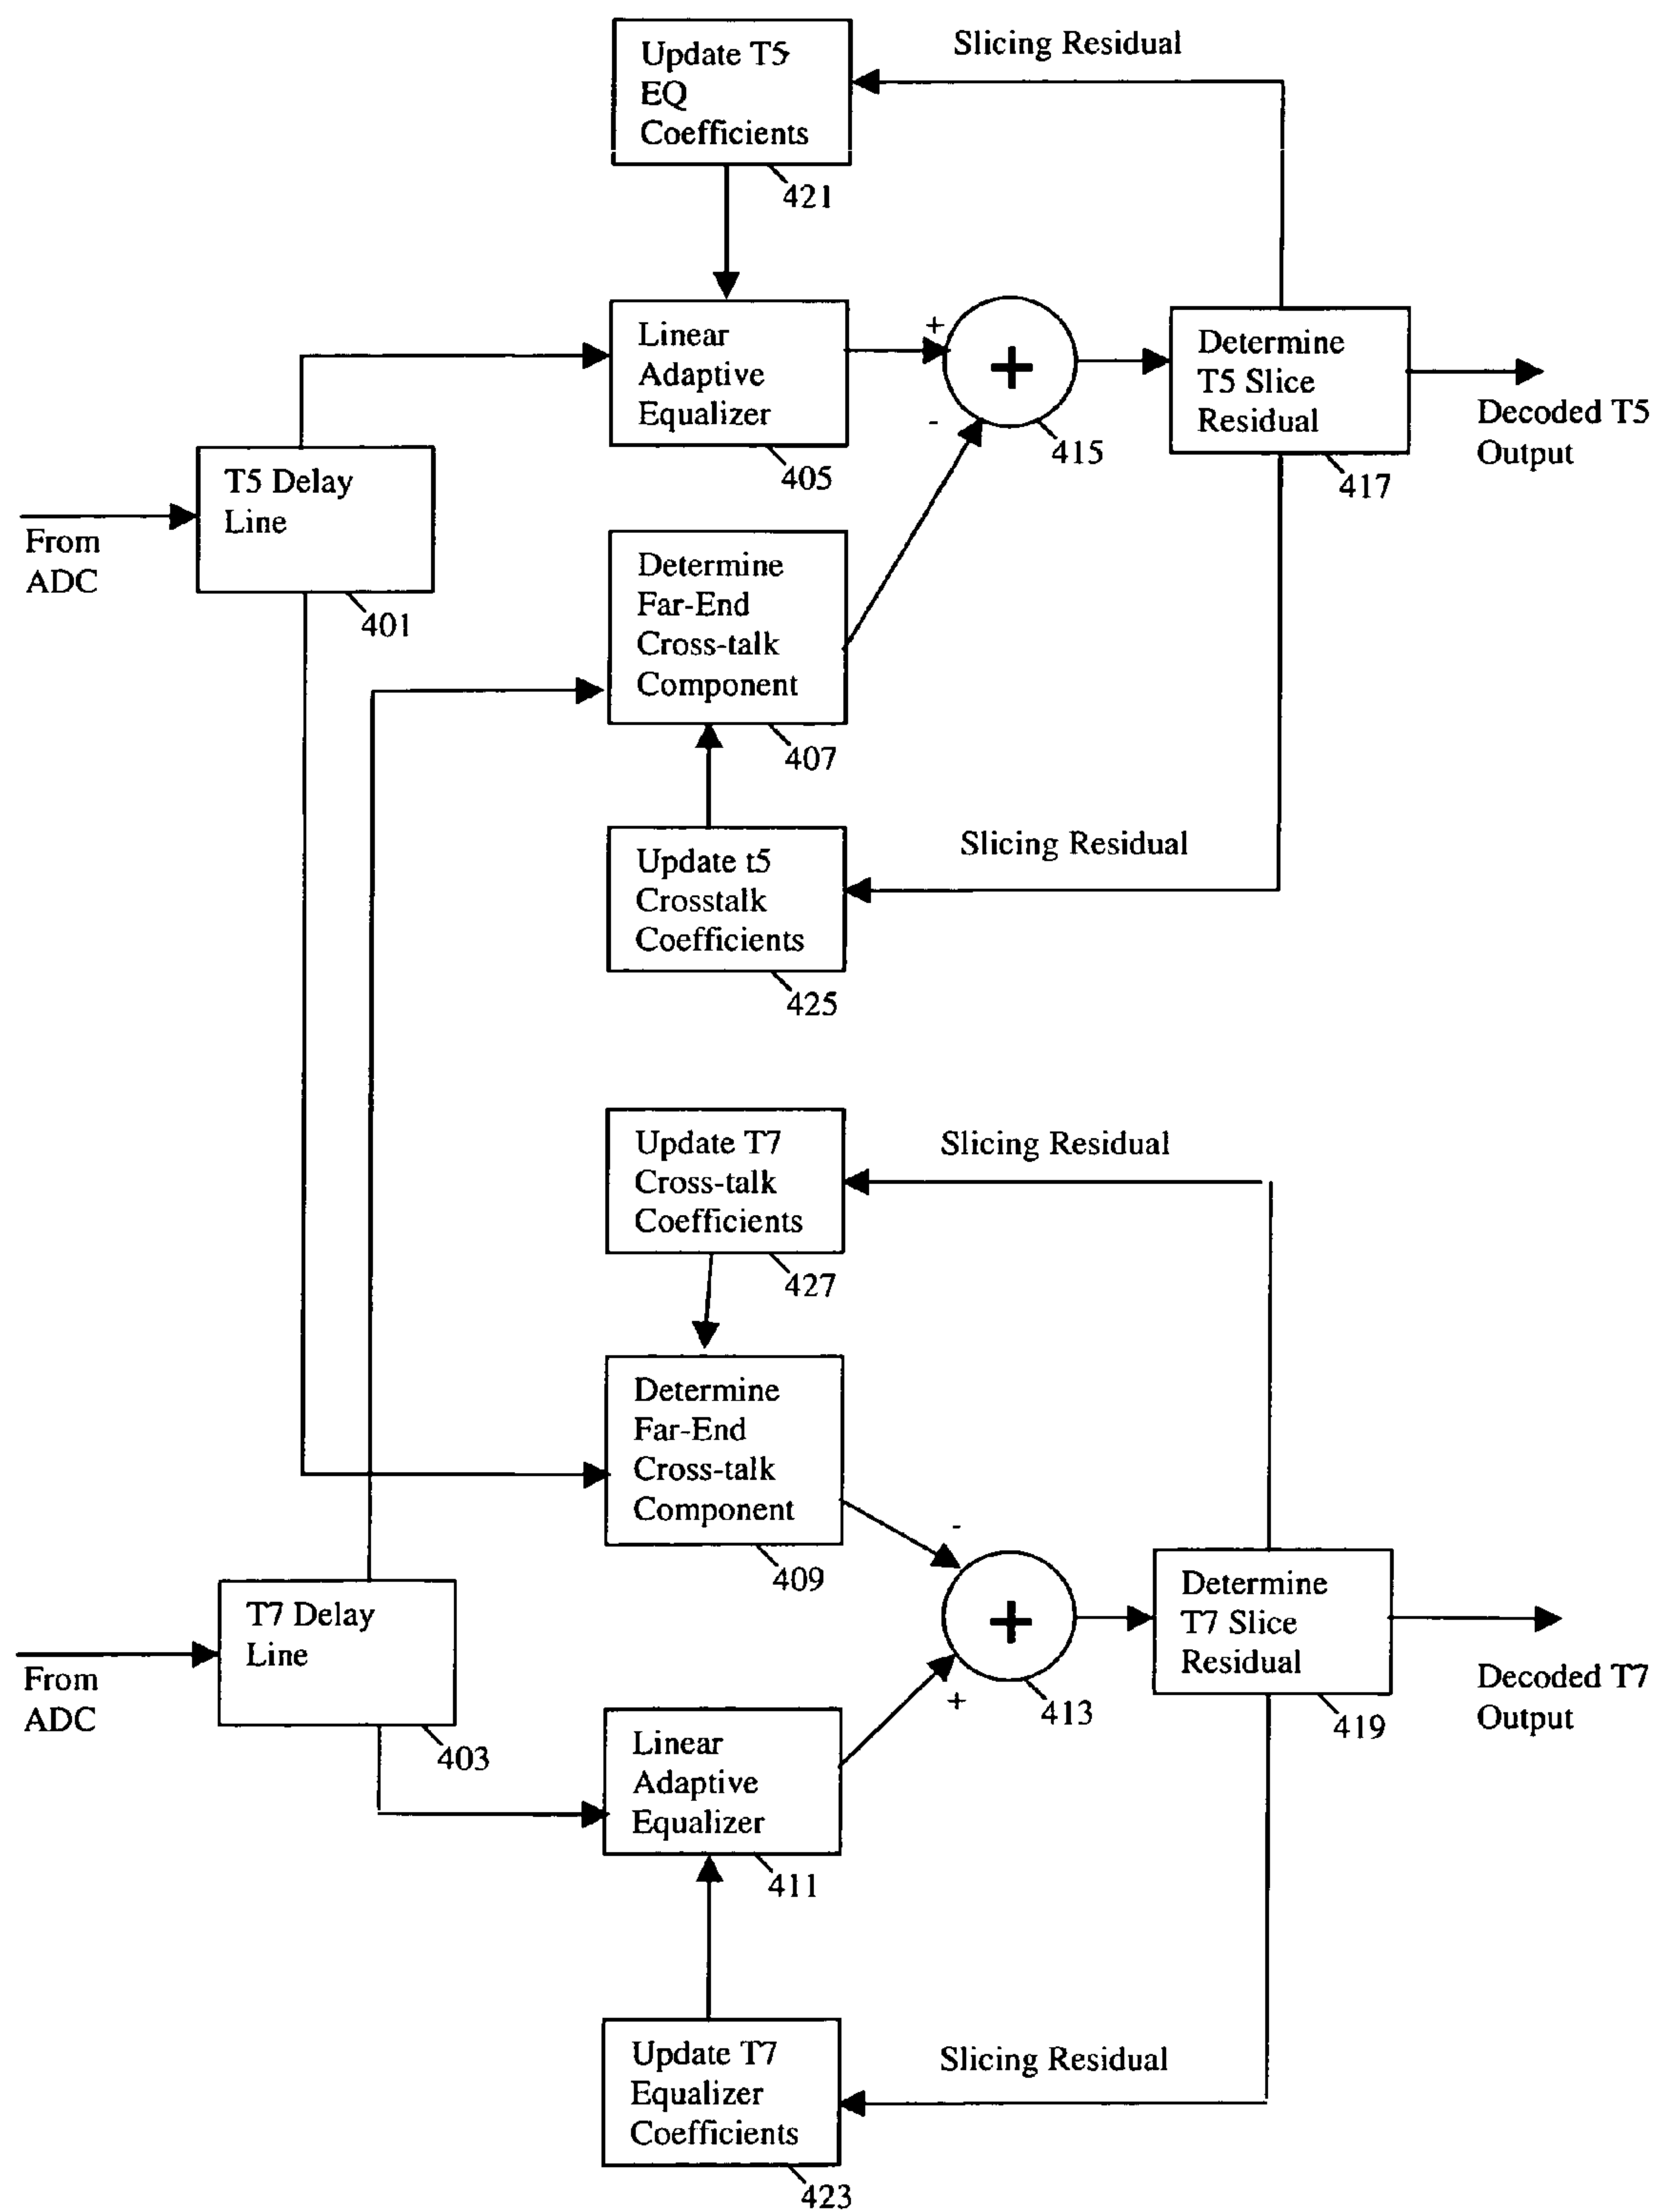 Update T5
EQ
Coefficients
421
Slicing Residual
Linear
Adaptive
Equalizer
405
+
-
+
415
Determine
T5 Slice
Residual
417
Decoded T5
Output
T5 Delay
Line
401
From
ADC
Determine
Far-End
Cross-talk
Component
407
Update t5
Crosstalk
Coefficients
425
Slicing Residual
Update T7
Cross-talk
Coefficients
427
Slicing Residual
Determine
Far-End
Cross-talk
Component
409
-
+
+
413
Determine
T7 Slice
Residual
419
Decoded T7
Output
T7 Delay
Line
403
From
ADC
Linear
Adaptive
Equalizer
411
Update T7
Equalizer
Coefficients
423
Slicing Residual